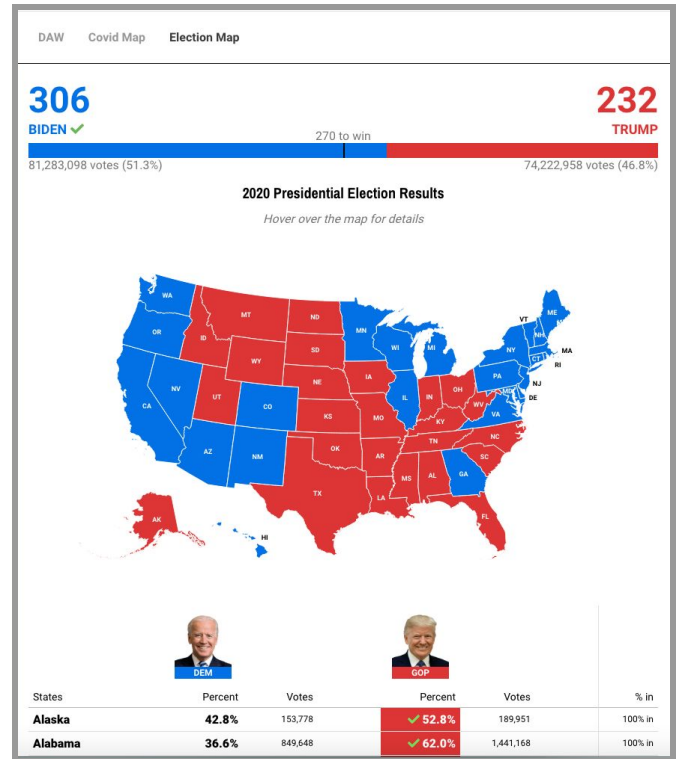 DAW Covid Map Election Map
306 232
BIDEN TRUMP
270 to win
81,283,098 votes (51.3%) 74,222,958 votes (46.8%)
2020 Presidential Election Results
Hover over the map for details
WA
MT
ND
ME
VT
MN
OR
NH
ID
WI
MI
NY
MA
SD
CT
RI
WY
IA
PA
NJ
NE
NV
OH
MD
DE
UT
IL
IN
WV
CA
CO
VA
KS
MO
KY
NC
TN
OK
AZ
AR
SC
NM
MS
AL
GA
TX
LA
FL
AK
HI
DEM GOP
States Percent Votes Percent Votes % in
Alaska 42.8% 153,778 52.8% 189,951 100% in
Alabama 36.6% 849,648 62.0% 1,441,168 100% in